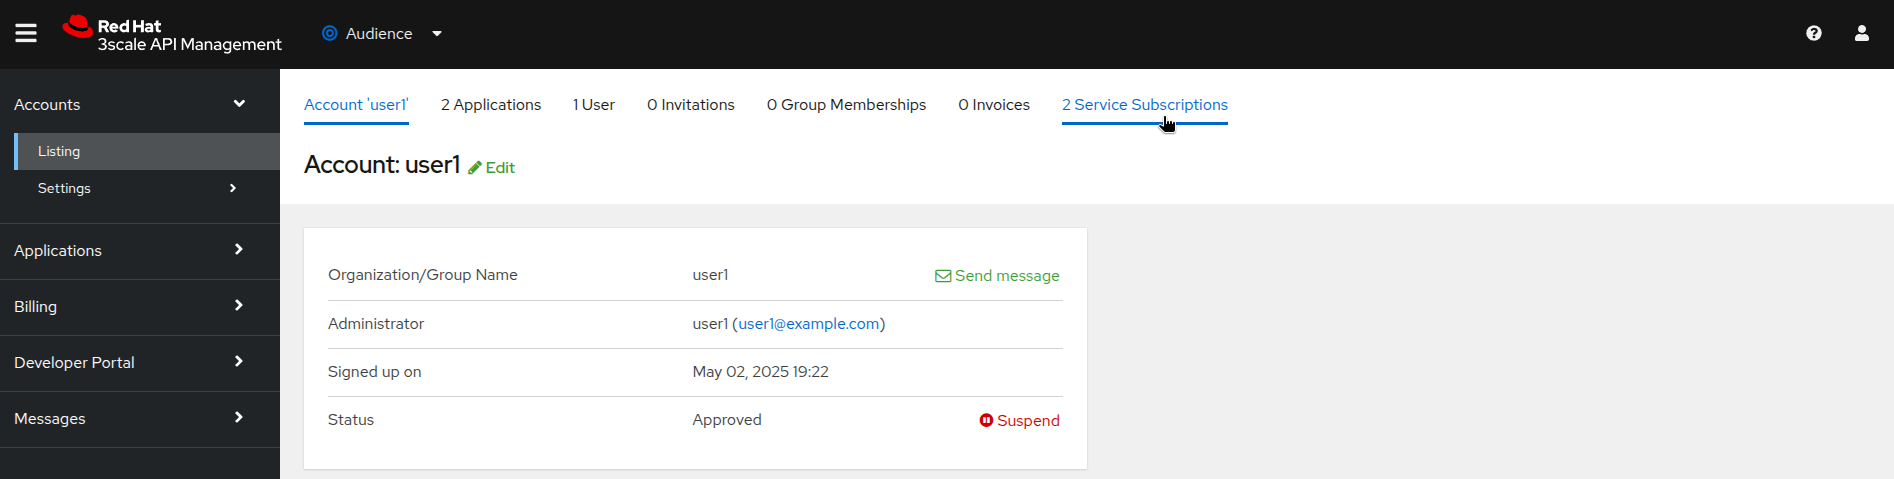 Red Hat
3scale API Management
Audience
Accounts
Listing
Settings
Applications
Billing
Developer Portal
Messages
Account 'user1' 2 Applications 1 User 0 Invitations 0 Group Memberships 0 Invoices 2 Service Subscriptions
Account: user1 Edit
Organization/Group Name user1 Send message
Administrator user1 (user1@example.com)
Signed up on May 02, 2025 19:22
Status Approved Suspend